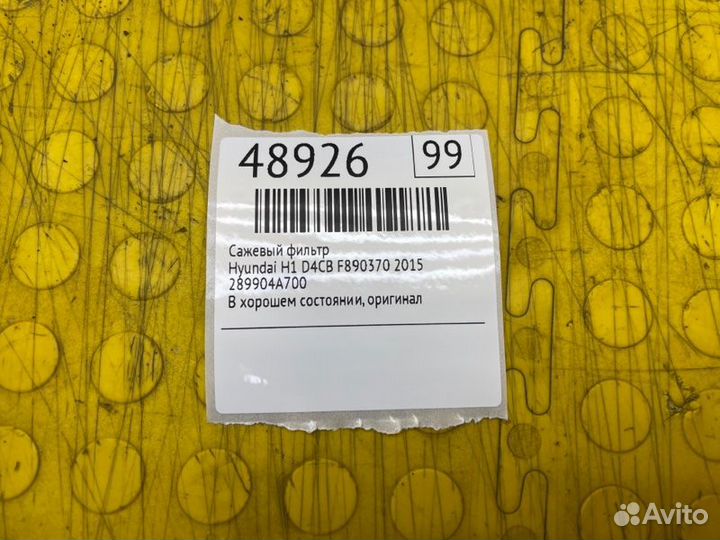 48926 99
Сажевый фильтр
Hyundai H1 D4CB F890370 2015
289904A700
В хорошем состоянии, оригинал
Avito